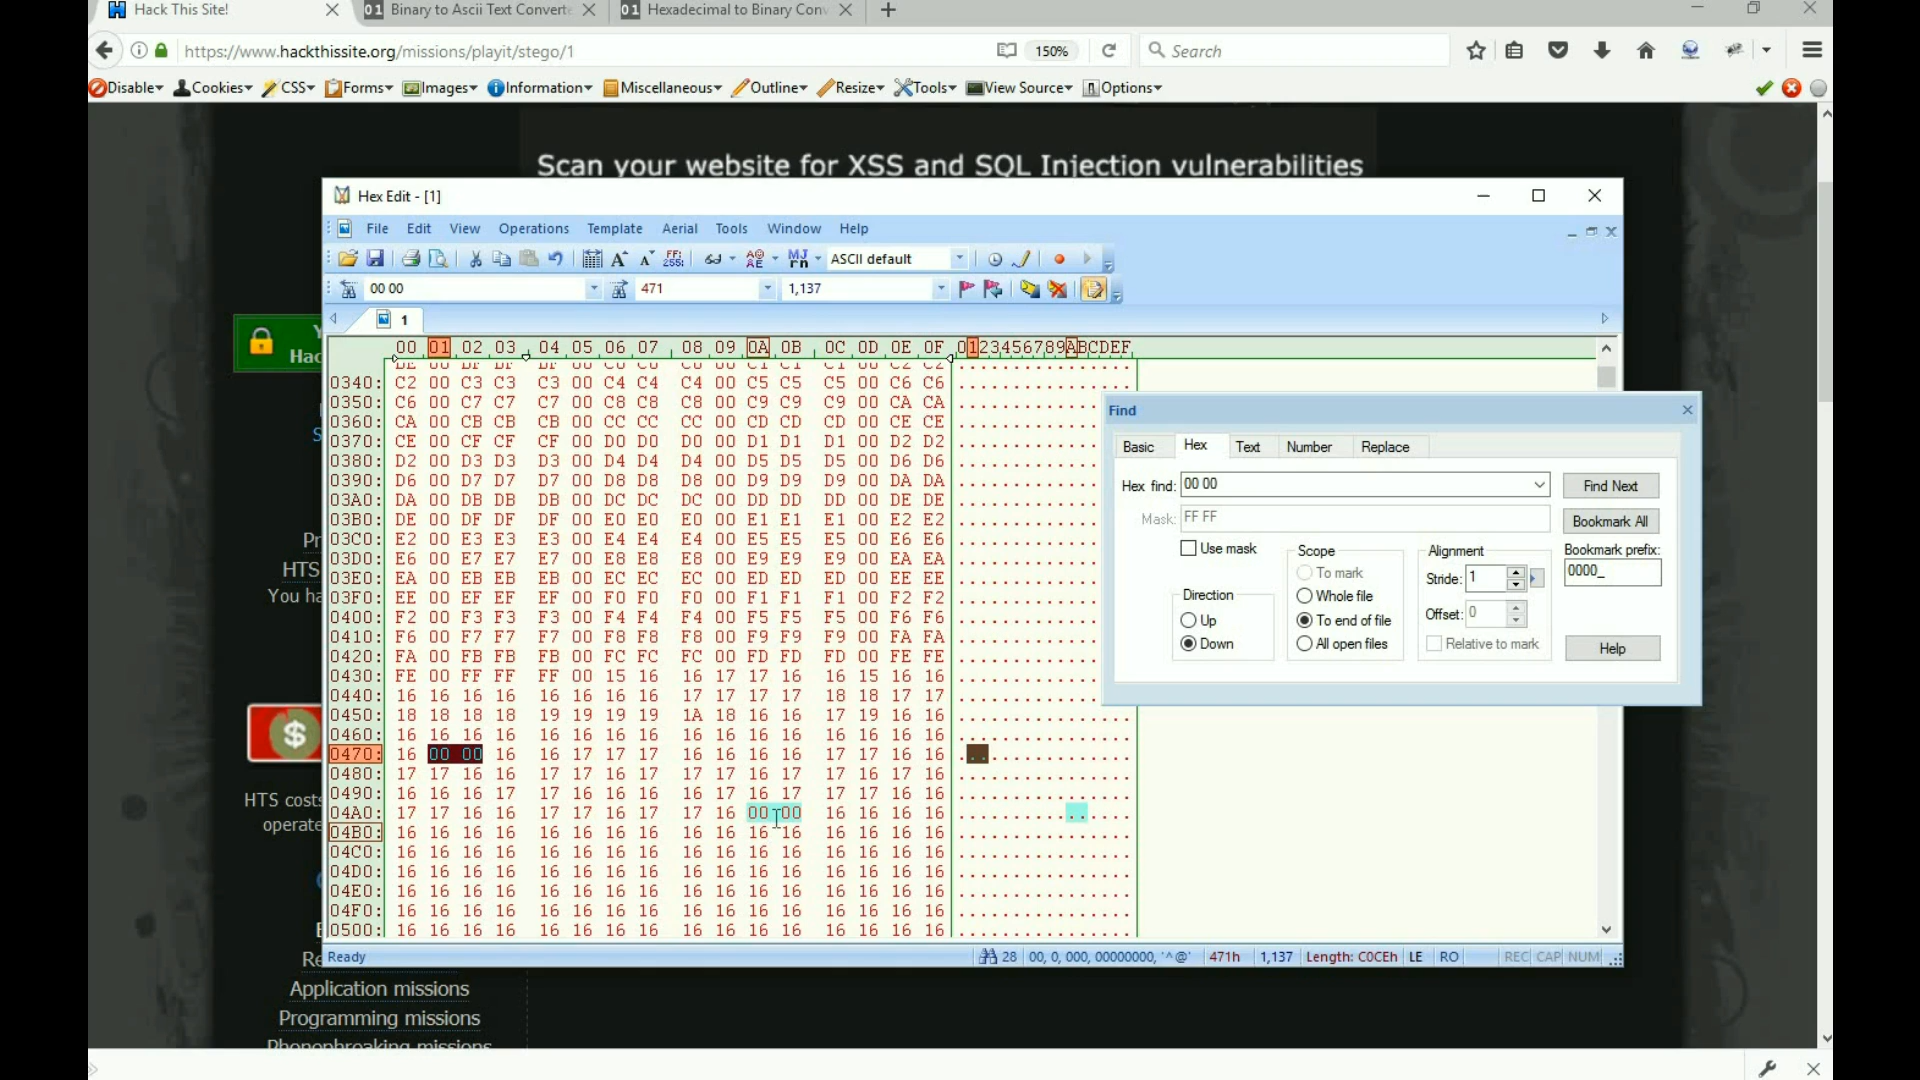 Hack This Site!
01 Binary to Ascii Text Converte
01 Hexadecimal to Binary Conv
https://www.hackthissite.org/missions/playit/stego/1
150%
Search
Disable Cookies CSS Forms Images Information Miscellaneous Outline Resize Tools View Source Options
Scan your website for XSS and SQL Injection vulnerabilities
Hex Edit - [1]
File Edit View Operations Template Aerial Tools Window Help
ASCII default
00 00
471
1,137
1
00 01 02 03 04 05 06 07 08 09 0A 0B 0C 0D 0E 0F 0123456789ABCDEF
DE 00 DF DF DF 00 C0 C0 C0 00 C1 C1 C1 00 C2 C2
0340: C2 00 C3 C3 C3 00 C4 C4 C4 00 C5 C5 C5 00 C6 C6
0350: C6 00 C7 C7 C7 00 C8 C8 C8 00 C9 C9 C9 00 CA CA
0360: CA 00 CB CB CB 00 CC CC CC 00 CD CD CD 00 CE CE
0370: CE 00 CF CF CF 00 D0 D0 D0 00 D1 D1 D1 00 D2 D2
0380: D2 00 D3 D3 D3 00 D4 D4 D4 00 D5 D5 D5 00 D6 D6
0390: D6 00 D7 D7 D7 00 D8 D8 D8 00 D9 D9 D9 00 DA DA
03A0: DA 00 DB DB DB 00 DC DC DC 00 DD DD DD 00 DE DE
03B0: DE 00 DF DF DF 00 E0 E0 E0 00 E1 E1 E1 00 E2 E2
03C0: E2 00 E3 E3 E3 00 E4 E4 E4 00 E5 E5 E5 00 E6 E6
03D0: E6 00 E7 E7 E7 00 E8 E8 E8 00 E9 E9 E9 00 EA EA
03E0: EA 00 EB EB EB 00 EC EC EC 00 ED ED ED 00 EE EE
03F0: EE 00 EF EF EF 00 F0 F0 F0 00 F1 F1 F1 00 F2 F2
0400: F2 00 F3 F3 F3 00 F4 F4 F4 00 F5 F5 F5 00 F6 F6
0410: F6 00 F7 F7 F7 00 F8 F8 F8 00 F9 F9 F9 00 FA FA
0420: FA 00 FB FB FB 00 FC FC FC 00 FD FD FD 00 FE FE
0430: FE 00 FF FF FF 00 15 16 16 17 17 16 16 15 16 16
0440: 16 16 16 16 16 16 16 16 17 17 17 17 18 18 17 17
0450: 18 18 18 18 19 19 19 19 1A 18 16 16 17 19 16 16
0460: 16 16 16 16 16 16 16 16 16 16 16 16 16 16 16 16
0470: 16 00 00 16 16 17 17 17 16 16 16 16 17 17 16 16
0480: 17 17 16 16 17 17 16 17 17 17 16 17 17 16 17 16
0490: 16 16 16 17 17 16 16 16 16 17 16 17 17 17 16 16
04A0: 17 17 16 16 17 17 16 17 17 16 00 00 16 16 16 16
04B0: 16 16 16 16 16 16 16 16 16 16 16 16 16 16 16 16
04C0: 16 16 16 16 16 16 16 16 16 16 16 16 16 16 16 16
04D0: 16 16 16 16 16 16 16 16 16 16 16 16 16 16 16 16
04E0: 16 16 16 16 16 16 16 16 16 16 16 16 16 16 16 16
04F0: 16 16 16 16 16 16 16 16 16 16 16 16 16 16 16 16
0500: 16 16 16 16 16 16 16 16 16 16 16 16 16 16 16 16
Ready
28 00, 0, 000, 00000000, '^@' 471h 1,137 Length: C0CEh LE RO REC CAP NUM
Find
Basic Hex Text Number Replace
Hex find: 00 00
Find Next
Mask: FF FF
Bookmark All
Use mask
Scope
Alignment
Bookmark prefix:
To mark
Stride: 1
0000_
Direction
Whole file
Up
To end of file
Offset: 0
Down
All open files
Relative to mark
Help
Y
Hac
S
Pr
HTS
You ha
$
HTS costs
operate
Re
Application missions
Programming missions
Phonephreaking missions